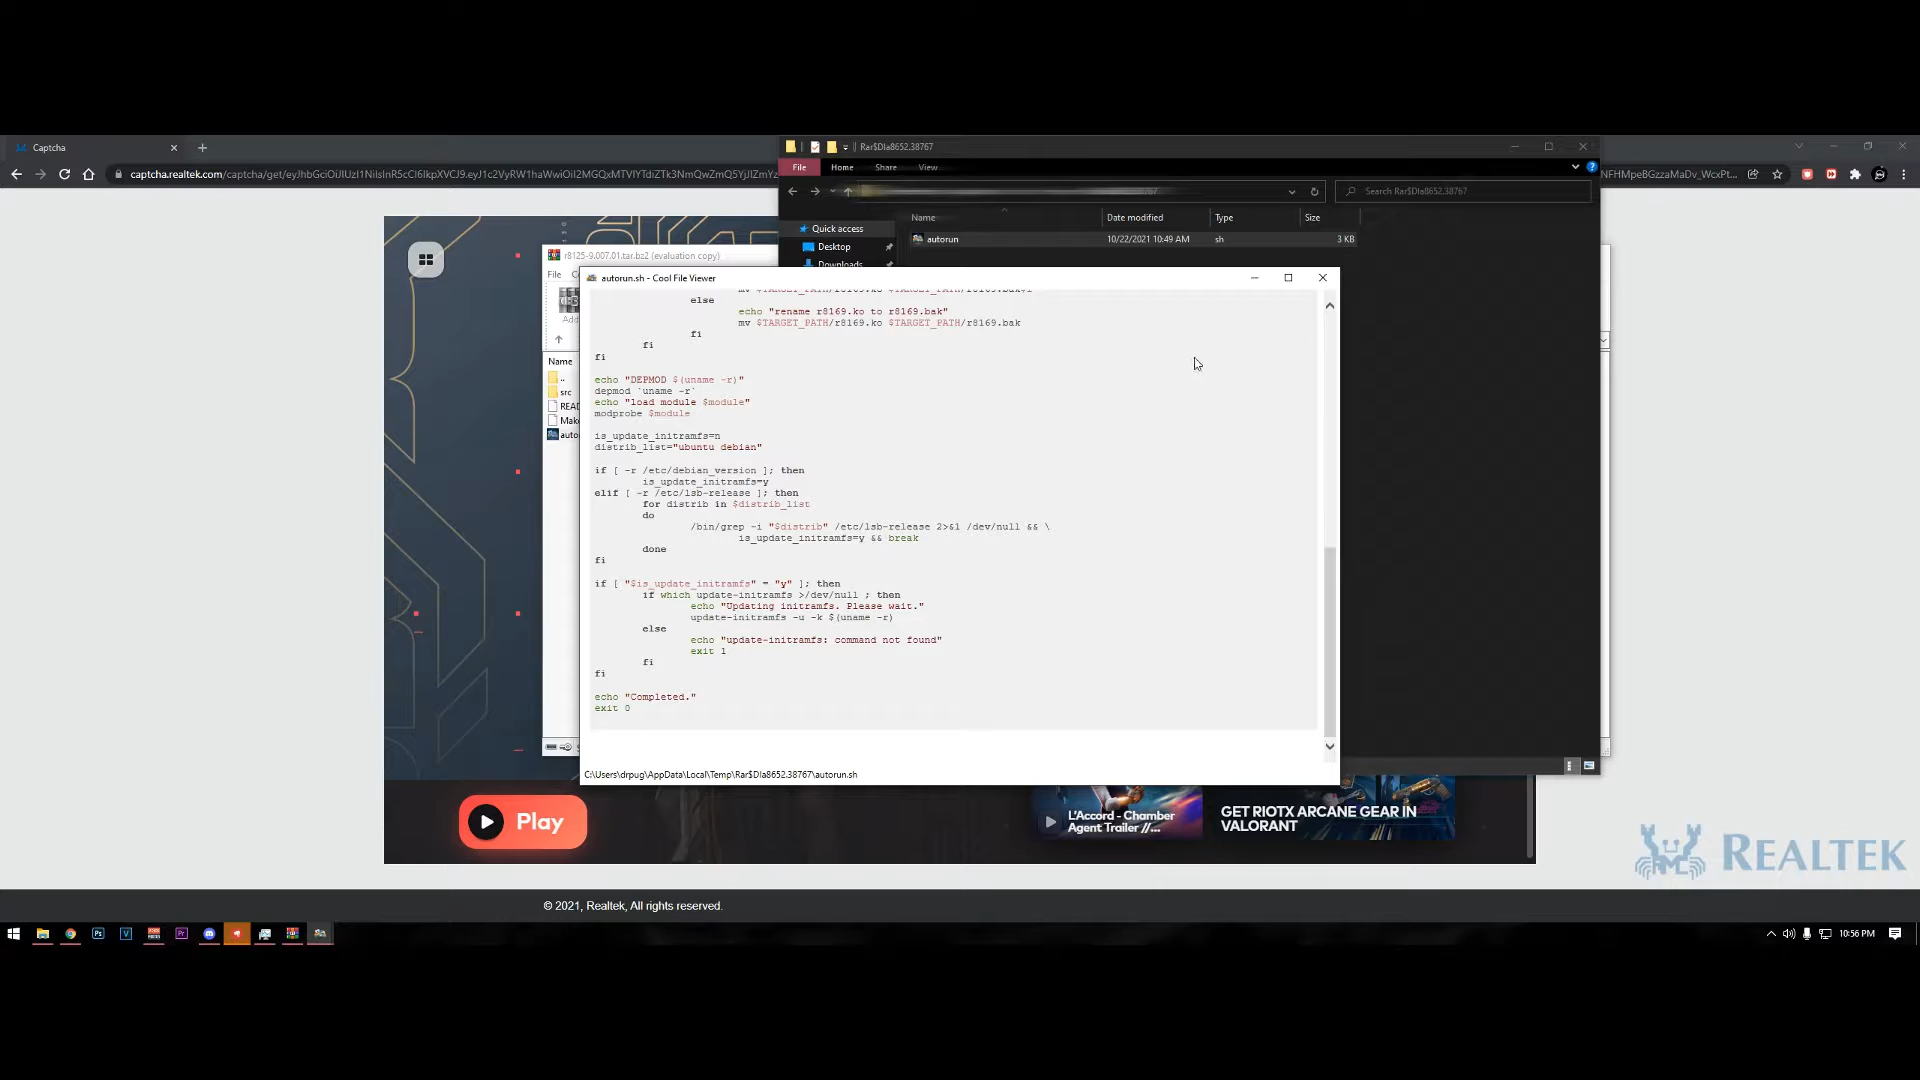 Captcha
Rar$DIa8652.38767
File Home Share View
captcha.realtek.com/captcha/get/
Search Rar$DIa8652.38767
Name Date modified Type Size
Quick access
autorun 10/22/2021 10:49 AM sh 3 KB
Desktop
Downloads
r8125-9.007.01.tar.bz2 (evaluation copy)
File
autorun.sh - Cool File Viewer
Name
..
src
else
echo "rename r8169.ko to r8169.bak"
mv $TARGET_PATH/r8169.ko $TARGET_PATH/r8169.bak
fi
fi
fi
echo "DEPMOD $(uname -r)"
depmod `uname -r`
echo "load module $module"
modprobe $module
is_update_initramfs=n
distrib_list="ubuntu debian"
if [ -r /etc/debian_version ]; then
is_update_initramfs=y
elif [ -r /etc/lsb-release ]; then
for distrib in $distrib_list
do
/bin/grep -i "$distrib" /etc/lsb-release 2>&1 /dev/null && \
is_update_initramfs=y && break
done
fi
if [ "$is_update_initramfs" = "y" ]; then
if which update-initramfs >/dev/null ; then
echo "Updating initramfs. Please wait."
update-initramfs -u -k $(uname -r)
else
echo "update-initramfs: command not found"
exit 1
fi
fi
echo "Completed."
exit 0
C:\Users\drpug\AppData\Local\Temp\Rar$DIa8652.38767\autorun.sh
Play
L'Accord - Chamber
Agent Trailer //...
GET RIOTX ARCANE GEAR IN
VALORANT
REALTEK
© 2021, Realtek, All rights reserved.
10:56 PM